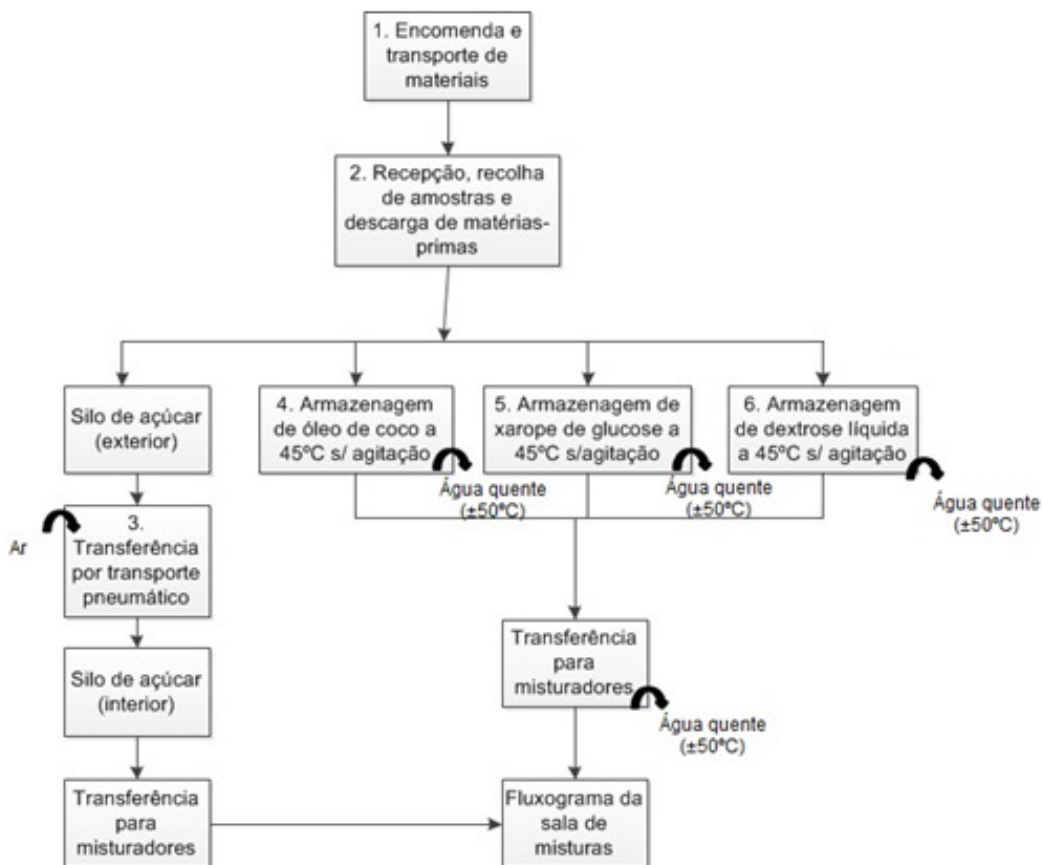 1. Encomenda e
transporte de
materiais
2. Recepção, recolha
de amostras e
descarga de matérias-
primas
Silo de açúcar
(exterior)
4. Armazenagem
de óleo de coco a
45ºC s/ agitação
Água quente
(±50ºC)
5. Armazenagem de
xarope de glucose a
45ºC s/agitação
Água quente
(±50ºC)
6. Armazenagem
de dextrose líquida
a 45ºC s/ agitação
Água quente
(±50ºC)
Ar
3.
Transferência
por transporte
pneumático
Silo de açúcar
(interior)
Transferência
para
misturadores
Água quente
(±50ºC)
Transferência
para
misturadores
Fluxograma da
sala de
misturas